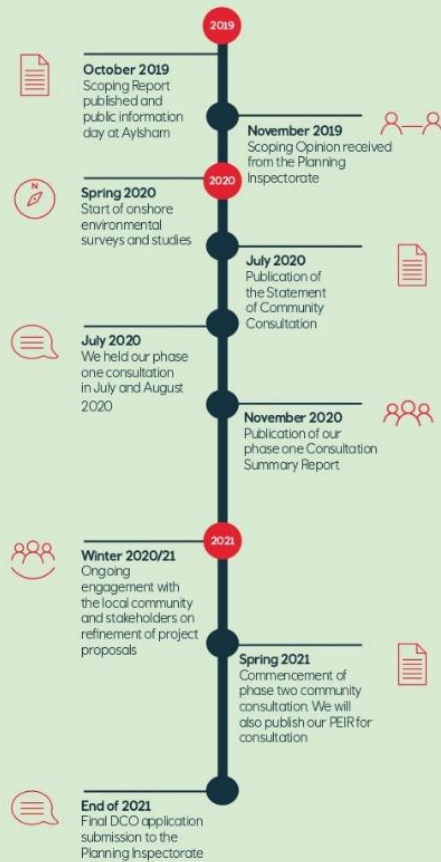 2019
October 2019
Scoping Report
published and
public information
day at Aylsham
November 2019
Scoping Opinion received
from the Planning
Inspectorate
2020
N
Spring 2020
Start of onshore
environmental
surveys and studies
July 2020
Publication of
the Statement
of Community
Consultation
July 2020
We held our phase
one consultation
in July and August
2020
November 2020
Publication of our
phase one Consultation
Summary Report
2021
Winter 2020/21
Ongoing
engagement with
the local community
and stakeholders on
refinement of project
proposals
Spring 2021
Commencement of
phase two community
consultation. We will
also publish our PEIR for
consultation
End of 2021
Final DCO application
submission to the
Planning Inspectorate